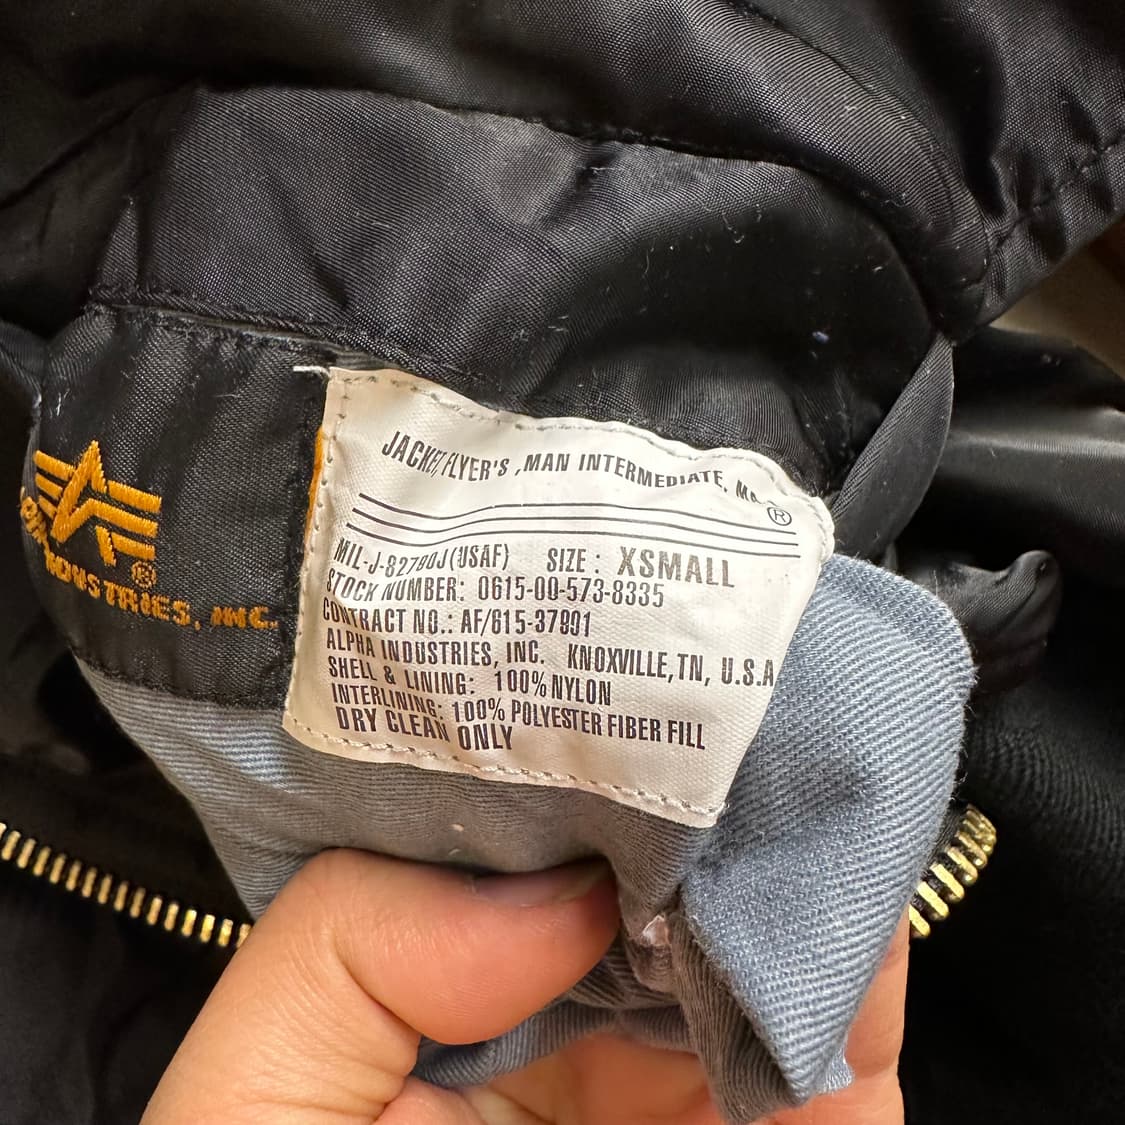 JACKET, FLYER'S , MAN INTERMEDIATE,
®
MIL-J-82790J(USAF) SIZE : XSMALL
STOCK NUMBER: 0615-00-573-8335
CONTRACT NO.: AF/615-37801
ALPHA INDUSTRIES, INC. KNOXVILLE, TN, U.S.A
SHELL & LINING: 100% NYLON
INTERLINING: 100% POLYESTER FIBER FILL
DRY CLEAN ONLY
®
INDUSTRIES, INC.